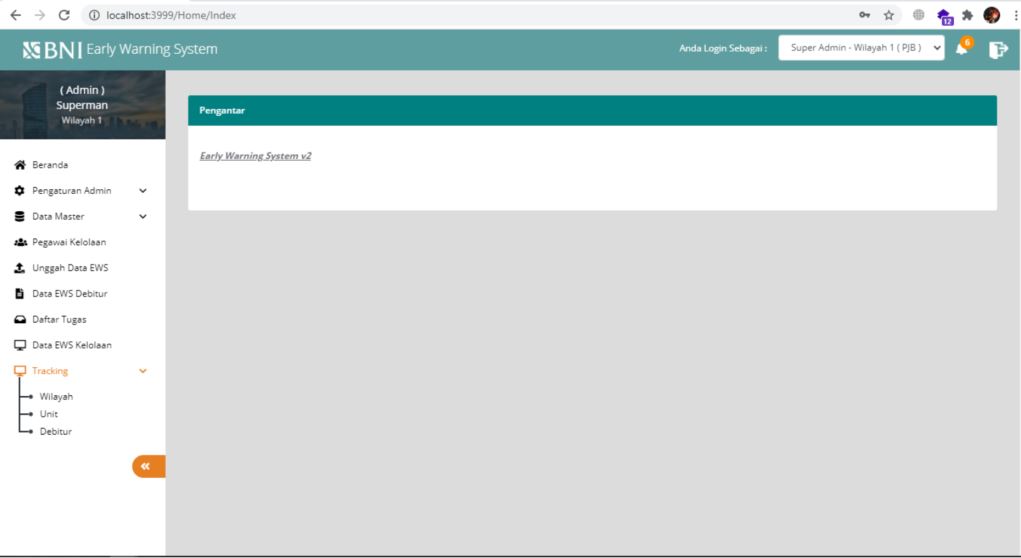 localhost:3999/Home/Index
12
BNI Early Warning System
Anda Login Sebagai :
Super Admin - Wilayah 1 ( PJB )
6
( Admin )
Superman
Wilayah 1
Pengantar
Early Warning System v2
Beranda
Pengaturan Admin
Data Master
Pegawai Kelolaan
Unggah Data EWS
Data EWS Debitur
Daftar Tugas
Data EWS Kelolaan
Tracking
Wilayah
Unit
Debitur